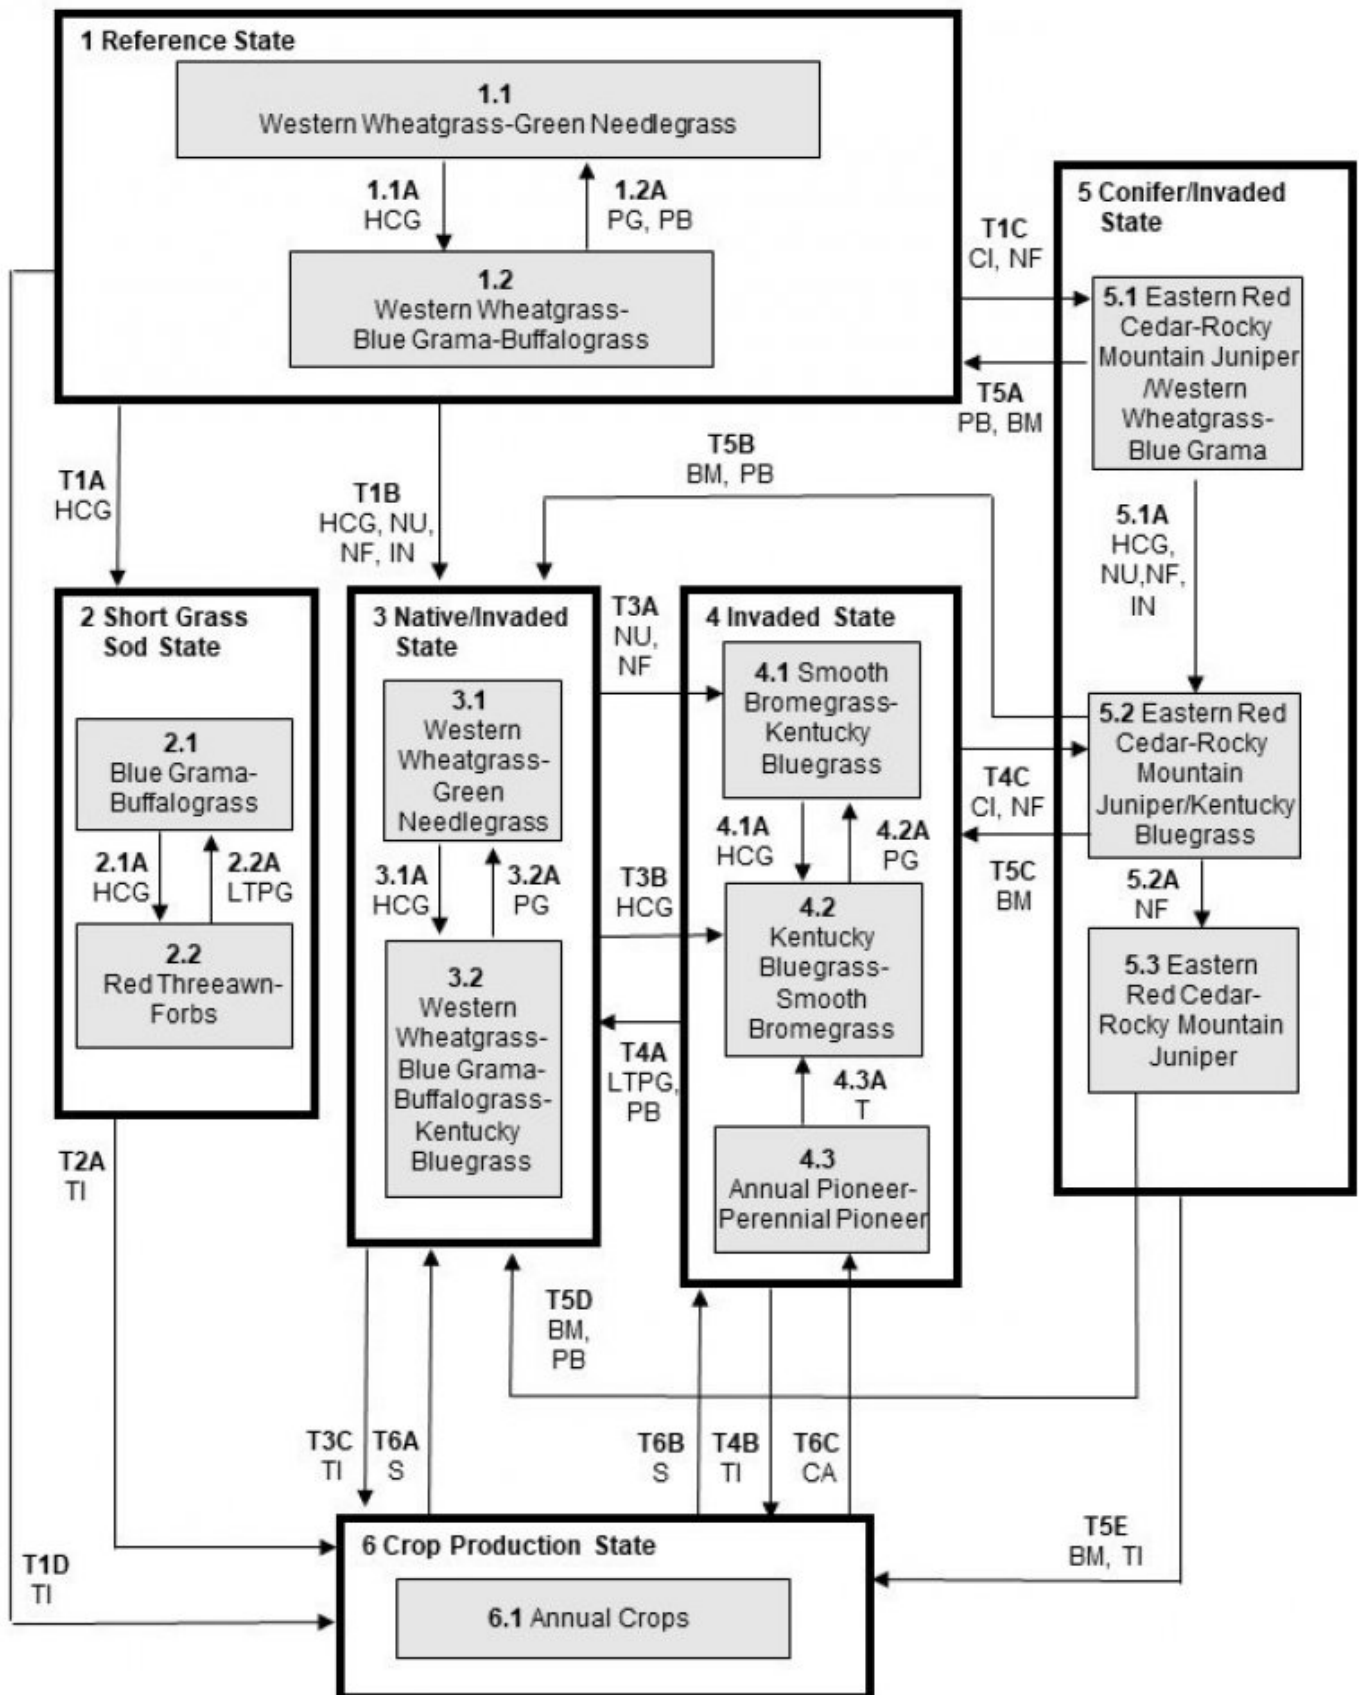 1 Reference State
1.1
Western Wheatgrass-Green Needlegrass
1.1A
HCG
1.2A
PG, PB
1.2
Western Wheatgrass-
Blue Grama-Buffalograss
T1C
CI, NF
T5A
PB, BM
5 Conifer/Invaded
State
5.1 Eastern Red
Cedar-Rocky
Mountain Juniper
/Western
Wheatgrass-
Blue Grama
5.1A
HCG,
NU,NF,
IN
5.2 Eastern Red
Cedar-Rocky
Mountain
Juniper/Kentucky
Bluegrass
5.2A
NF
5.3 Eastern
Red Cedar-
Rocky Mountain
Juniper
T1A
HCG
T1B
HCG, NU,
NF, IN
T5B
BM, PB
2 Short Grass
Sod State
2.1
Blue Grama-
Buffalograss
2.1A
HCG
2.2A
LTPG
2.2
Red Threeawn-
Forbs
3 Native/Invaded
State
3.1
Western
Wheatgrass-
Green
Needlegrass
3.1A
HCG
3.2A
PG
3.2
Western
Wheatgrass-
Blue Grama-
Buffalograss-
Kentucky
Bluegrass
T3A
NU,
NF
T3B
HCG
T4A
LTPG,
PB
4 Invaded State
4.1 Smooth
Bromegrass-
Kentucky
Bluegrass
4.1A
HCG
4.2A
PG
4.2
Kentucky
Bluegrass-
Smooth
Bromegrass
4.3A
T
4.3
Annual Pioneer-
Perennial Pioneer
T4C
CI, NF
T5C
BM
T2A
TI
T5D
BM,
PB
T3C
TI
T6A
S
T6B
S
T4B
TI
T6C
CA
T5E
BM, TI
T1D
TI
6 Crop Production State
6.1 Annual Crops